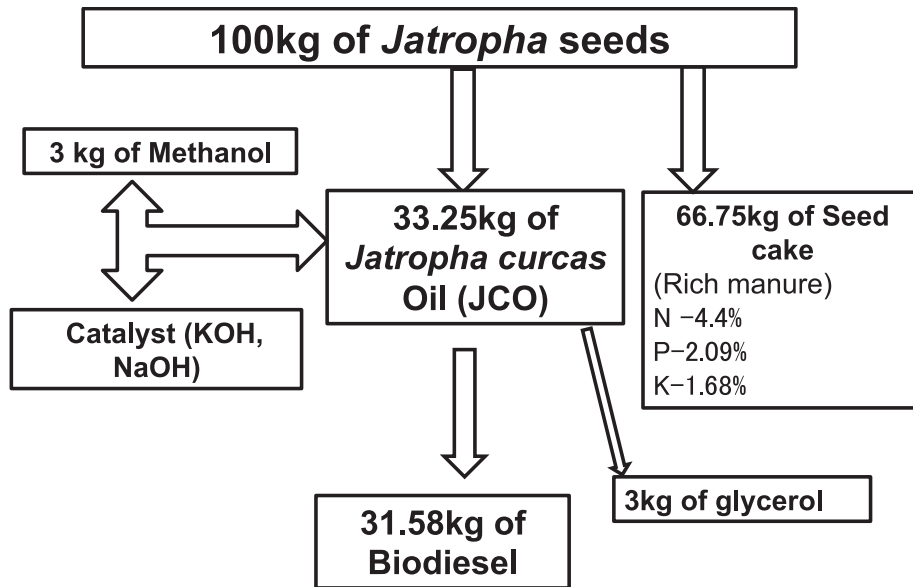 100kg of Jatropha seeds
3 kg of Methanol
33.25kg of
Jatropha curcas
Oil (JCO)
66.75kg of Seed
cake
(Rich manure)
N −4.4%
P−2.09%
K−1.68%
Catalyst (KOH,
NaOH)
31.58kg of
Biodiesel
3kg of glycerol